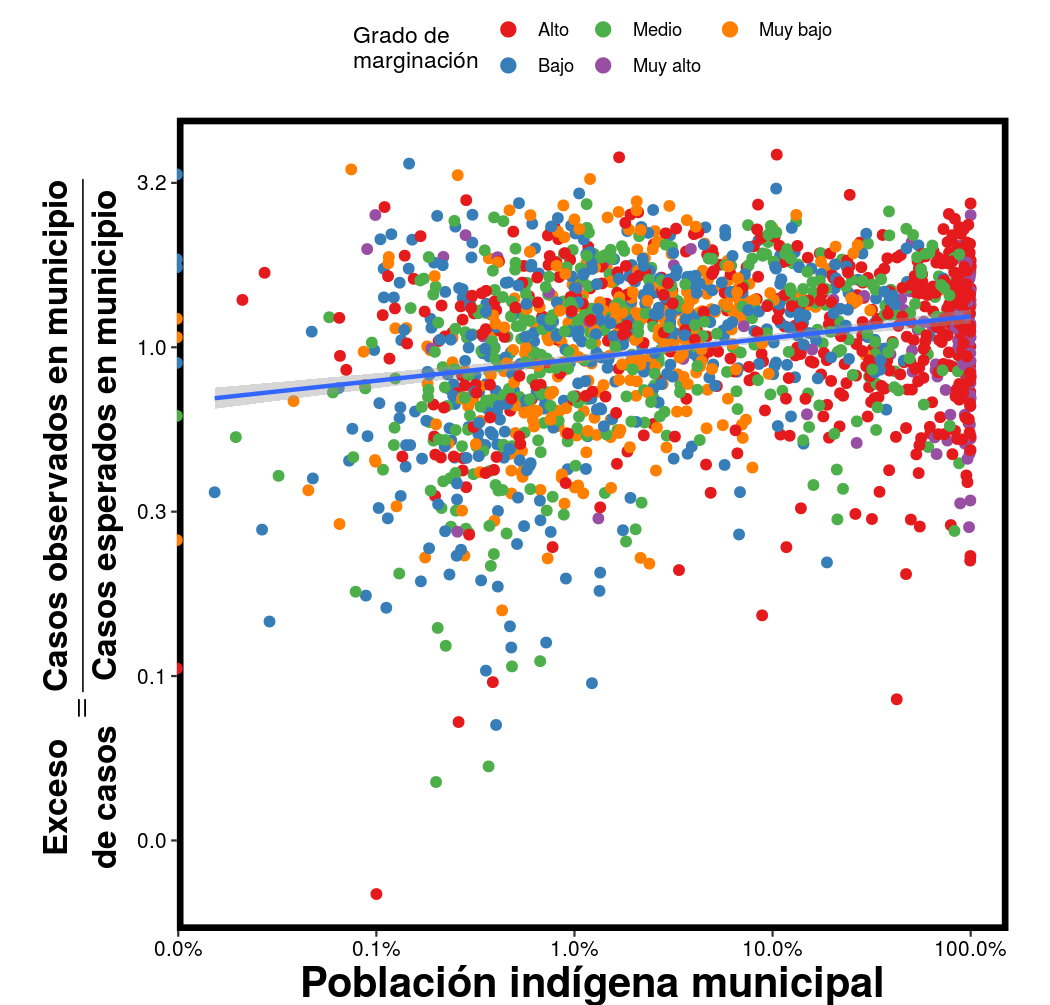 Grado de
marginación
Alto
Medio
Muy bajo
Bajo
Muy alto
Exceso
de casos
=
Casos observados en municipio
Casos esperados en municipio
3.2
1.0
0.3
0.1
0.0
0.0%
0.1%
1.0%
10.0%
100.0%
Población indígena municipal